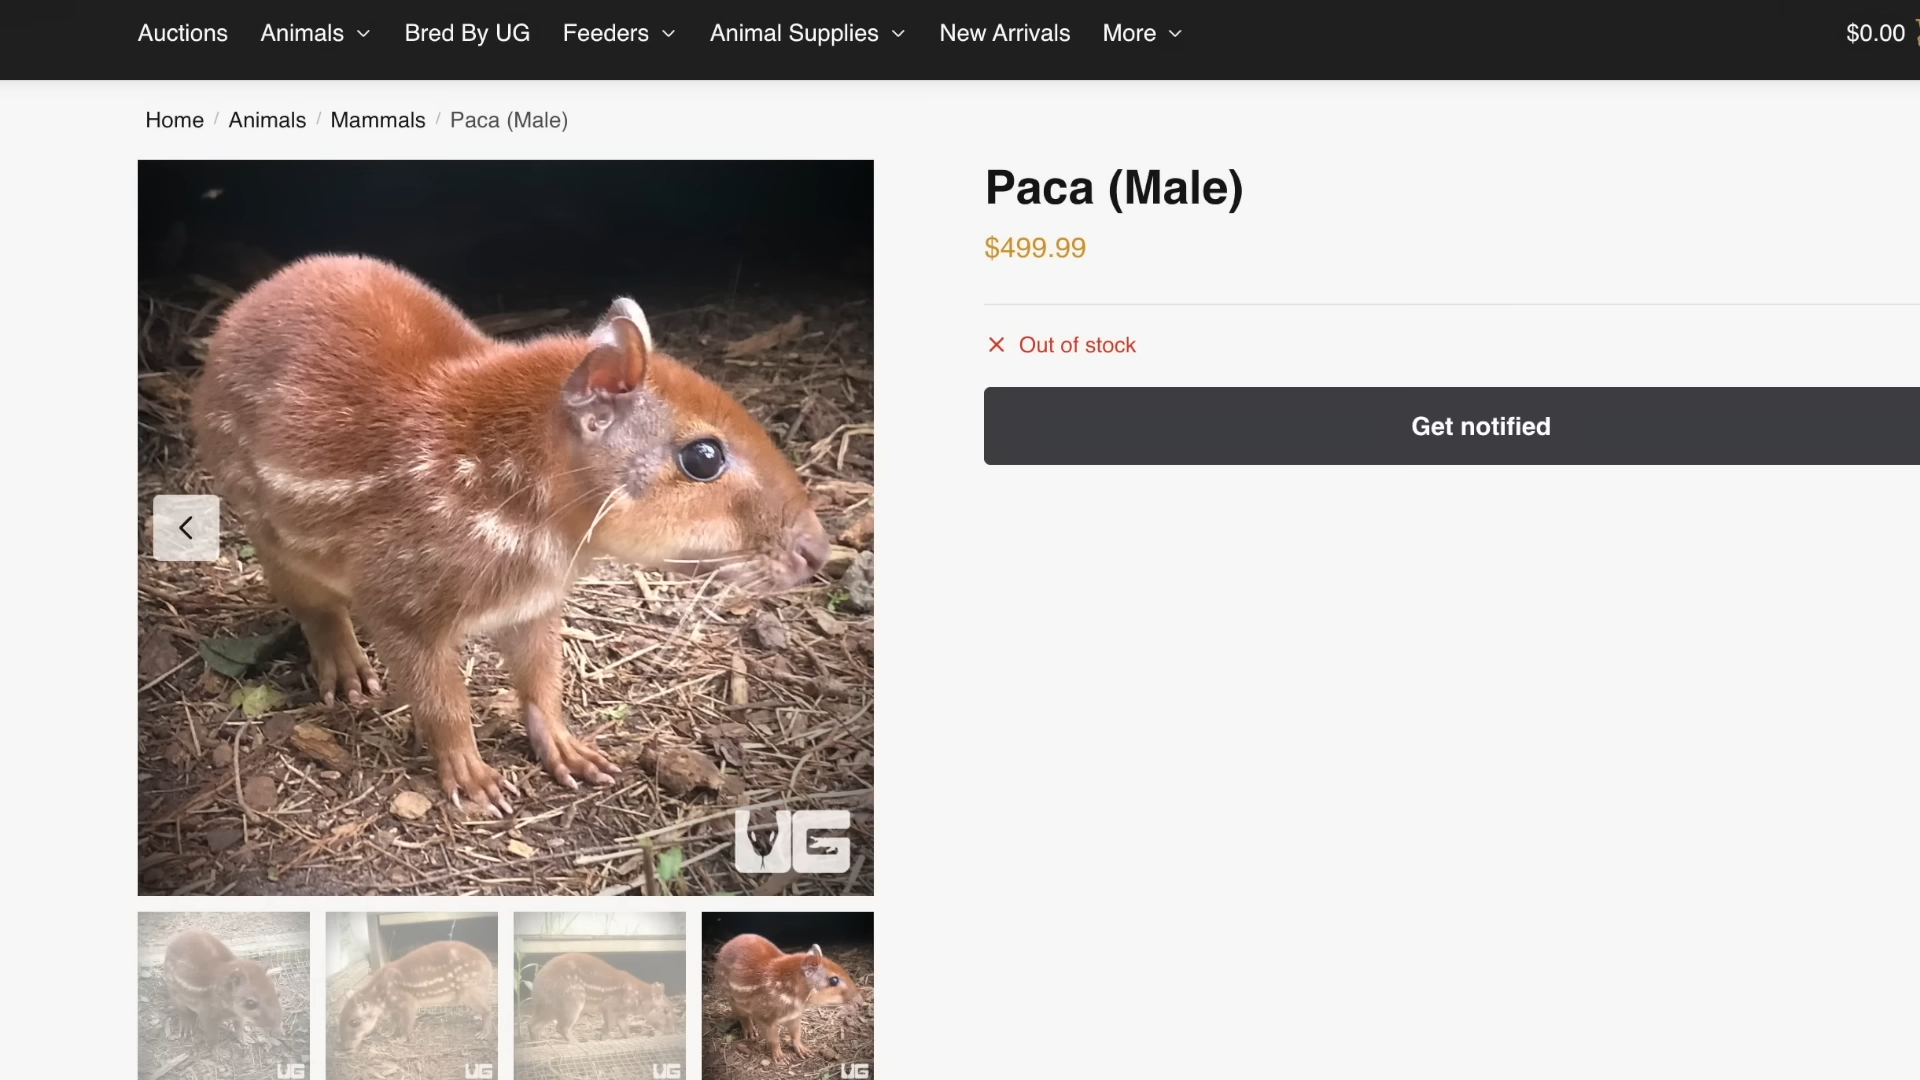 Auctions Animals Bred By UG Feeders Animal Supplies New Arrivals More $0.00
Home / Animals / Mammals / Paca (Male)
Paca (Male)
$499.99
Out of stock
Get notified
UG
UG UG UG UG